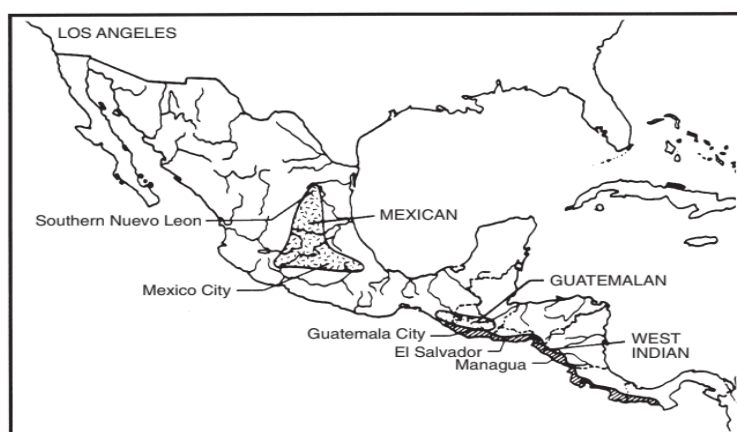 LOS ANGELES
Southern Nuevo Leon
MEXICAN
Mexico City
GUATEMALAN
Guatemala City
El Salvador
WEST
INDIAN
Managua